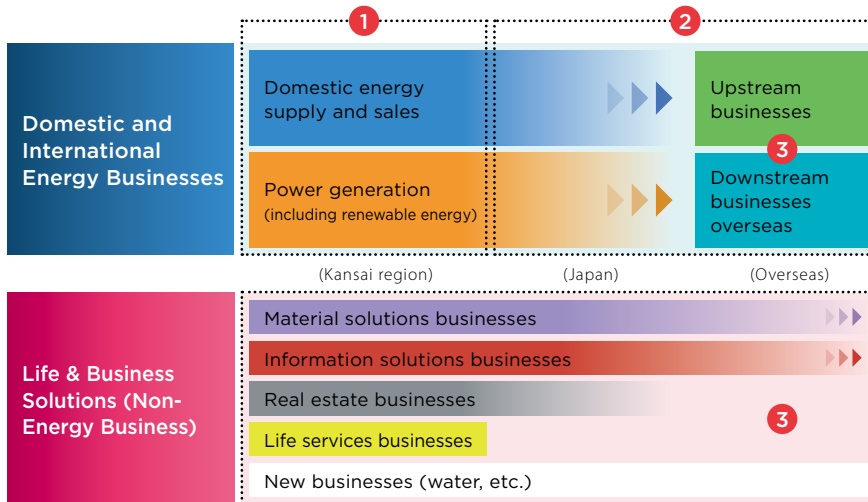 1
2
Domestic and
International
Energy Businesses
Domestic energy
supply and sales
Upstream
businesses
3
Power generation
(including renewable energy)
Downstream
businesses
overseas
(Kansai region)
(Japan)
(Overseas)
Life & Business
Solutions (Non-
Energy Business)
Material solutions businesses
Information solutions businesses
Real estate businesses
3
Life services businesses
New businesses (water, etc.)